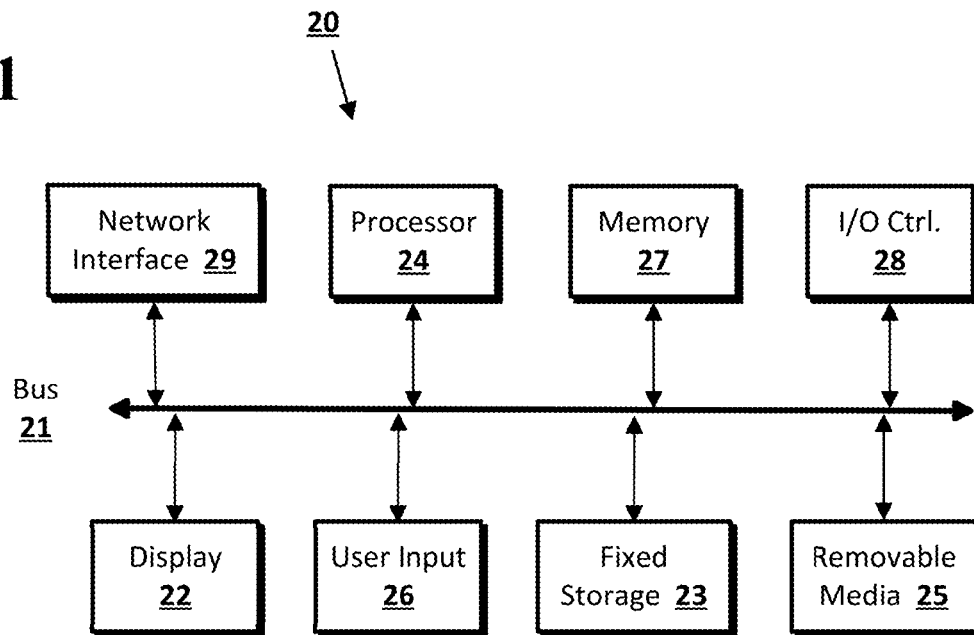 20
1
Network
Interface 29
Processor
24
Memory
27
I/O Ctrl.
28
Bus
21
Display
22
User Input
26
Fixed
Storage 23
Removable
Media 25